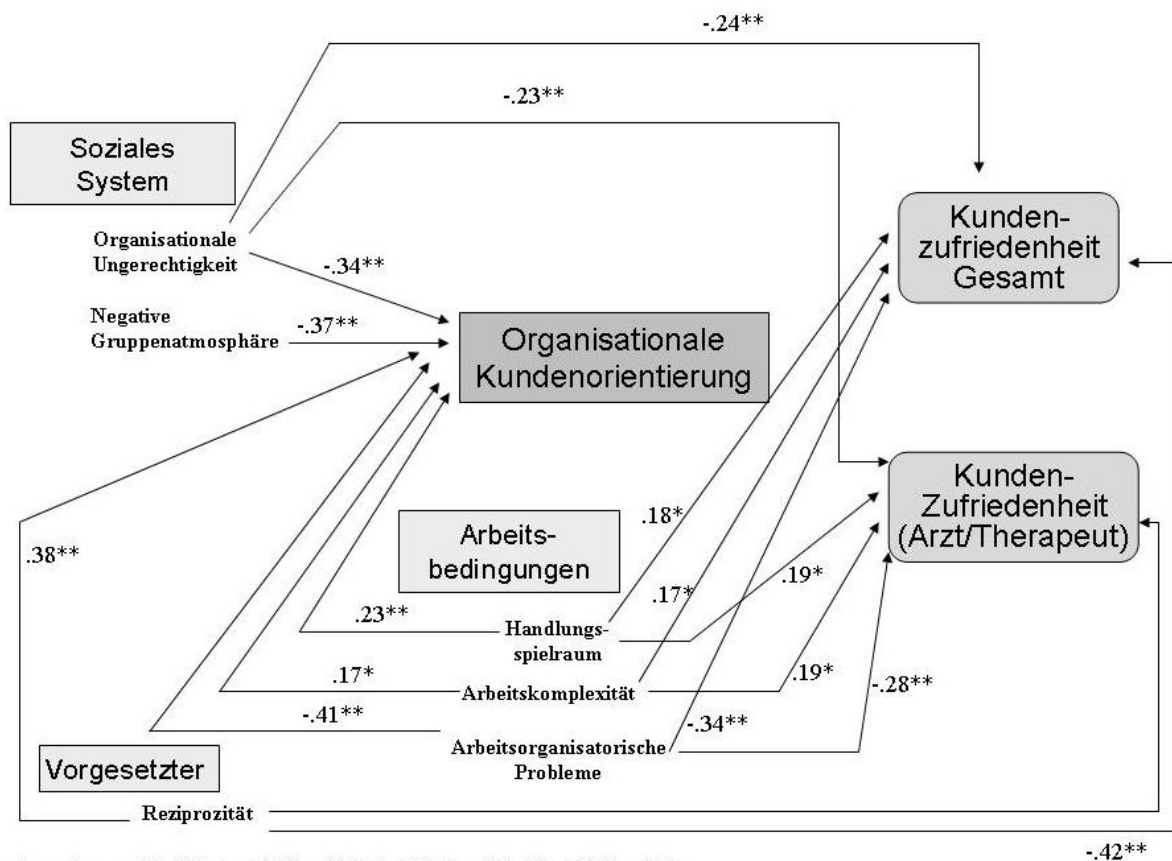 -.24**
-.23**
Soziales
System
Organisationale
Ungerechtigkeit
-.34**
Negative
Gruppenatmosphäre
-.37**
Organisationale
Kundenorientierung
Kunden-
zufriedenheit
Gesamt
Kunden-
Zufriedenheit
(Arzt/Therapeut)
.38**
Arbeits-
bedingungen
.18*
.17*
.19*
.23**
Handlungs-
spielraum
.17*
Arbeitskomplexität
.19*
-.28**
-.41**
-.34**
Arbeitsorganisatorische
Probleme
Vorgesetzter
Reziprozität
-.42**